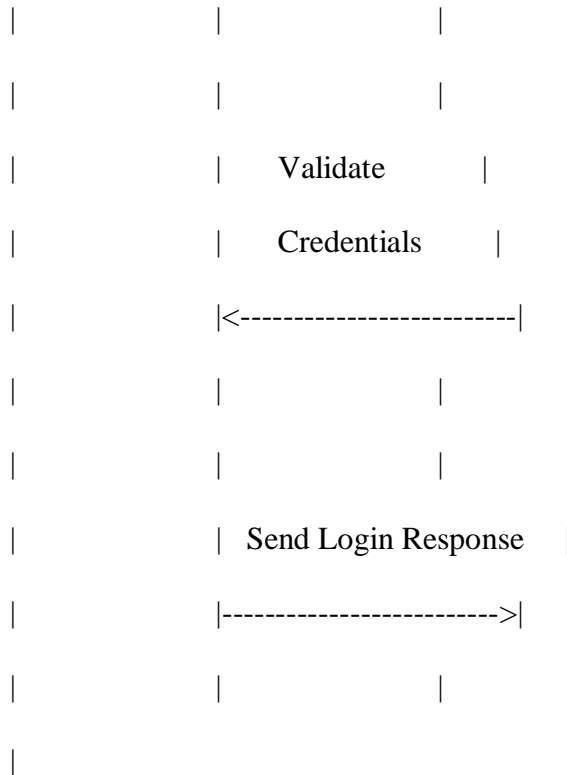 |                         |                         |
|                         |                         |
|                         |      Validate           |
|                         |      Credentials        |
|                         |<--------------------------|
|                         |                         |
|                         |                         |
|                         |  Send Login Response    |
|                         |-------------------------->|
|                         |                         |
|